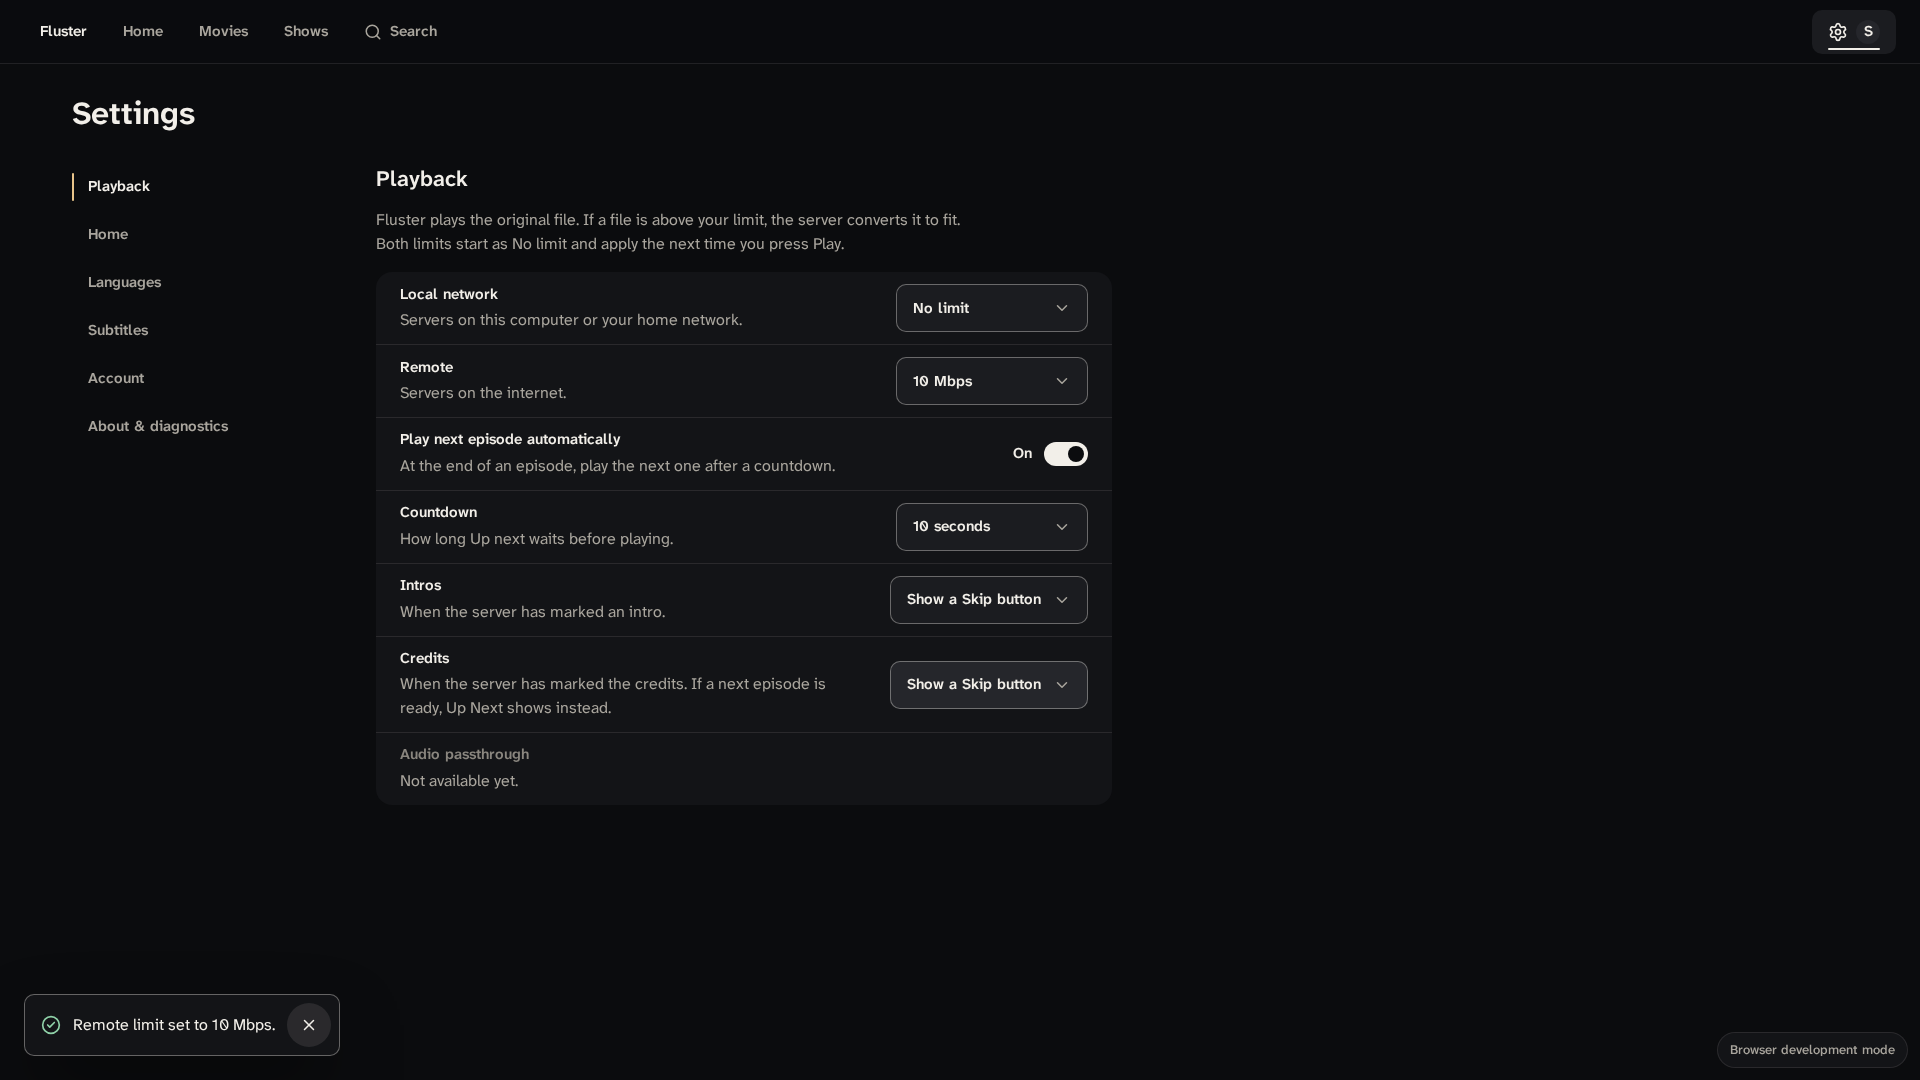 Fluster
Home
Movies
Shows
Search
S
Settings
Playback
Home
Languages
Subtitles
Account
About & diagnostics
Playback
Fluster plays the original file. If a file is above your limit, the server converts it to fit.
Both limits start as No limit and apply the next time you press Play.
Local network
Servers on this computer or your home network.
No limit
Remote
Servers on the internet.
10 Mbps
Play next episode automatically
At the end of an episode, play the next one after a countdown.
On
Countdown
How long Up next waits before playing.
10 seconds
Intros
When the server has marked an intro.
Show a Skip button
Credits
When the server has marked the credits. If a next episode is
ready, Up Next shows instead.
Show a Skip button
Audio passthrough
Not available yet.
Remote limit set to 10 Mbps.
Browser development mode